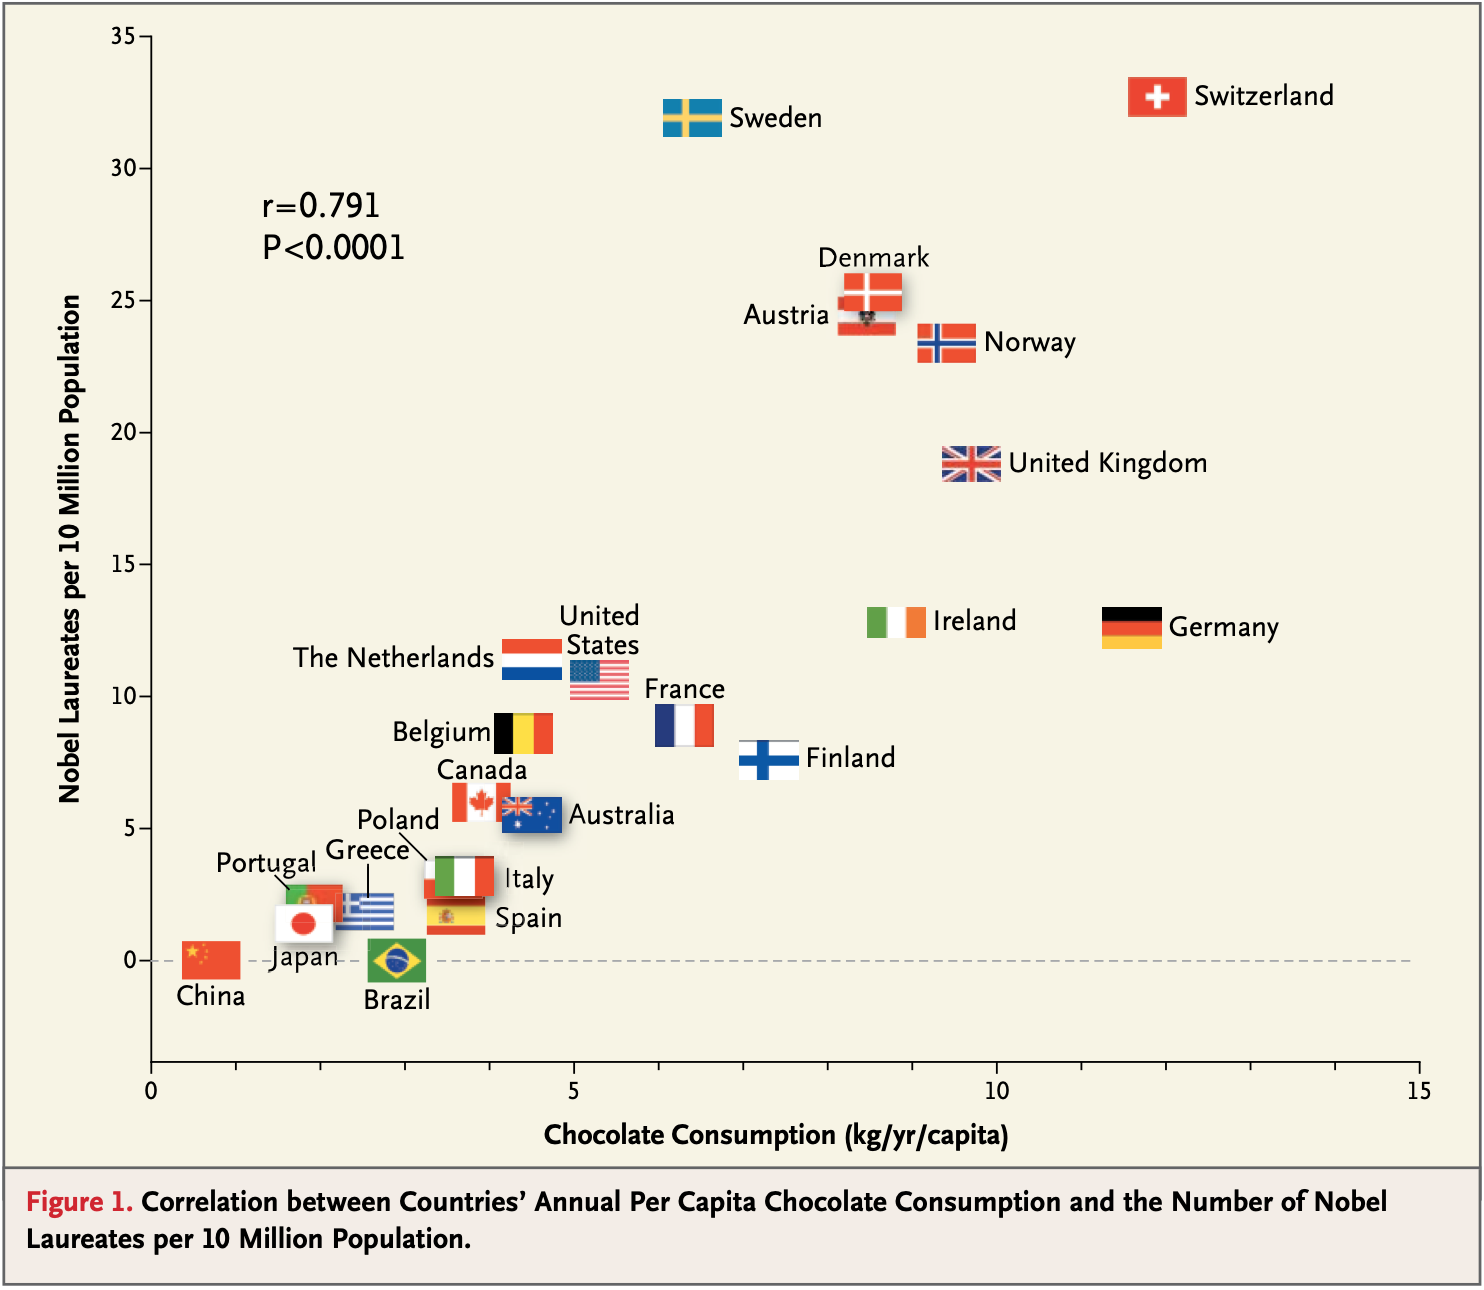 35
Switzerland
Sweden
30
r=0.791
P<0.0001
Denmark
25
Austria
Norway
20
United Kingdom
15
United
States
Ireland
Germany
The Netherlands
10
France
Belgium
Finland
Canada
5
Poland
Australia
Greece
Portugal
Italy
Spain
0
Japan
China
Brazil
Nobel Laureates per 10 Million Population
0
5
10
15
Chocolate Consumption (kg/yr/capita)
Figure 1. Correlation between Countries’ Annual Per Capita Chocolate Consumption and the Number of Nobel
Laureates per 10 Million Population.